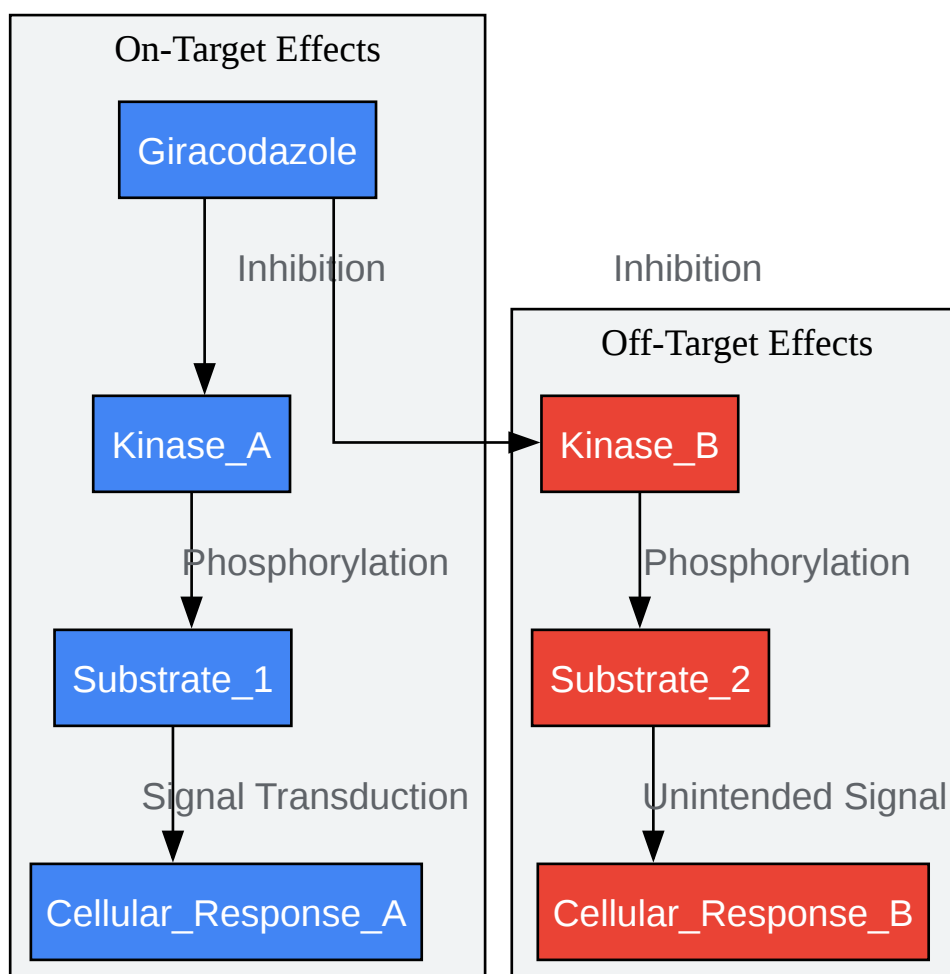 On-Target Effects
Giracodazole
Inhibition
Inhibition
Off-Target Effects
Kinase_A
Kinase_B
Phosphorylation
Phosphorylation
Substrate_1
Substrate_2
Signal Transduction
Unintended Signal
Cellular_Response_A
Cellular_Response_B